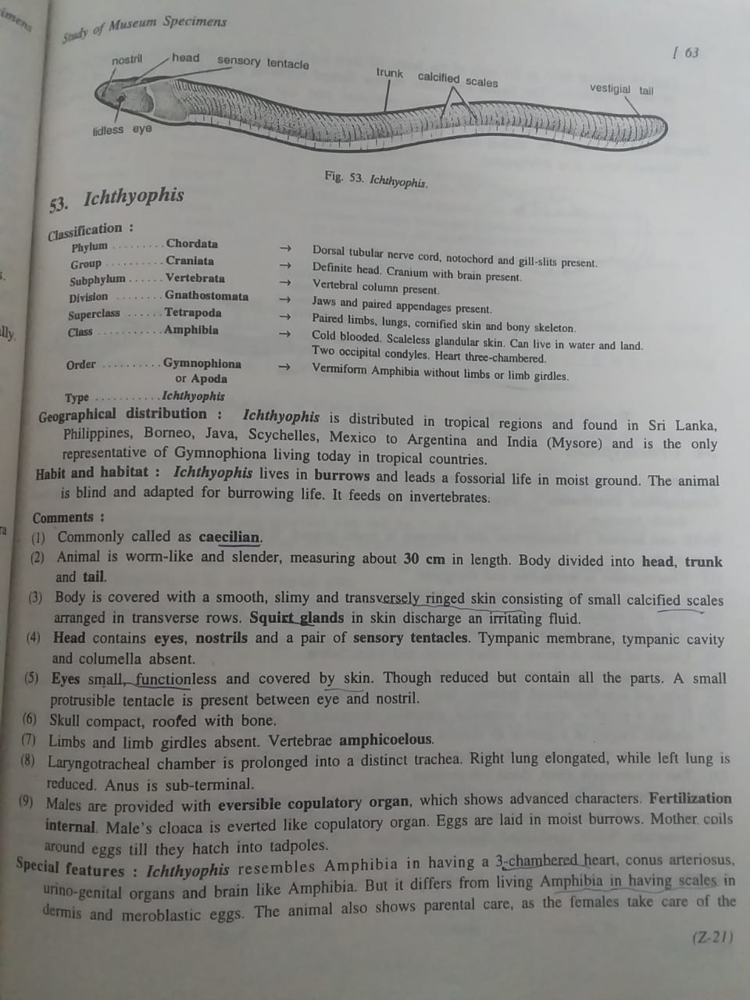 imens
Study of Museum Specimens
[ 63
nostril head sensory tentacle
trunk calcified scales
vestigial tail
lidless eye
Fig. 53. Ichthyophis.
53. Ichthyophis
Classification :
Phylum ......... Chordata → Dorsal tubular nerve cord, notochord and gill-slits present.
Group .......... Craniata → Definite head. Cranium with brain present.
Subphylum ...... Vertebrata → Vertebral column present.
Division ........ Gnathostomata → Jaws and paired appendages present.
Superclass ...... Tetrapoda → Paired limbs, lungs, cornified skin and bony skeleton.
Class ........... Amphibia → Cold blooded. Scaleless glandular skin. Can live in water and land.
Two occipital condyles. Heart three-chambered.
Order .......... Gymnophiona → Vermiform Amphibia without limbs or limb girdles.
or Apoda
Type ........... Ichthyophis
Geographical distribution : Ichthyophis is distributed in tropical regions and found in Sri Lanka,
Philippines, Borneo, Java, Scychelles, Mexico to Argentina and India (Mysore) and is the only
representative of Gymnophiona living today in tropical countries.
Habit and habitat : Ichthyophis lives in burrows and leads a fossorial life in moist ground. The animal
is blind and adapted for burrowing life. It feeds on invertebrates.
Comments :
(1) Commonly called as caecilian.
(2) Animal is worm-like and slender, measuring about 30 cm in length. Body divided into head, trunk
and tail.
(3) Body is covered with a smooth, slimy and transversely ringed skin consisting of small calcified scales
arranged in transverse rows. Squirt glands in skin discharge an irritating fluid.
(4) Head contains eyes, nostrils and a pair of sensory tentacles. Tympanic membrane, tympanic cavity
and columella absent.
(5) Eyes small, functionless and covered by skin. Though reduced but contain all the parts. A small
protrusible tentacle is present between eye and nostril.
(6) Skull compact, roofed with bone.
(7) Limbs and limb girdles absent. Vertebrae amphicoelous.
(8) Laryngotracheal chamber is prolonged into a distinct trachea. Right lung elongated, while left lung is
reduced. Anus is sub-terminal.
(9) Males are provided with eversible copulatory organ, which shows advanced characters. Fertilization
internal. Male's cloaca is everted like copulatory organ. Eggs are laid in moist burrows. Mother coils
around eggs till they hatch into tadpoles.
Special features : Ichthyophis resembles Amphibia in having a 3-chambered heart, conus arteriosus,
urino-genital organs and brain like Amphibia. But it differs from living Amphibia in having scales in
dermis and meroblastic eggs. The animal also shows parental care, as the females take care of the
(Z-21)
s.
ally.
ra